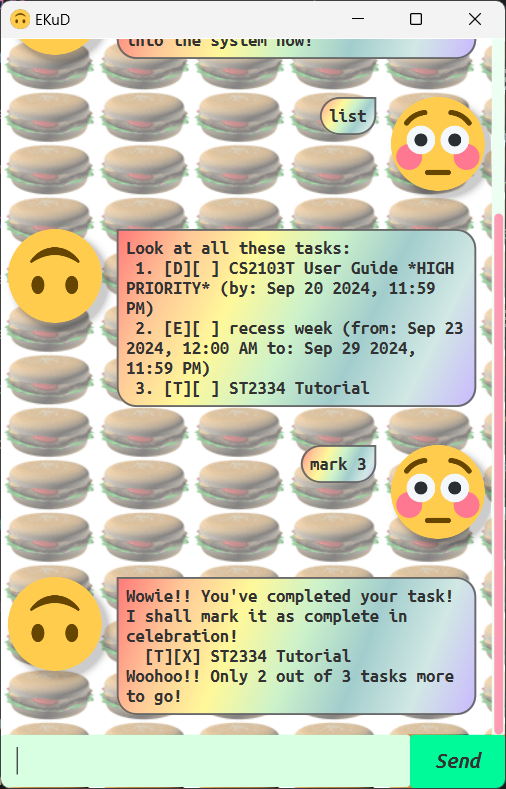 EKuD
into the system now!
list
Look at all these tasks:
1. [D][ ] CS2103T User Guide *HIGH
PRIORITY* (by: Sep 20 2024, 11:59
PM)
2. [E][ ] recess week (from: Sep 23
2024, 12:00 AM to: Sep 29 2024,
11:59 PM)
3. [T][ ] ST2334 Tutorial
mark 3
Wowie!! You've completed your task!
I shall mark it as complete in
celebration!
[T][X] ST2334 Tutorial
Woohoo!! Only 2 out of 3 tasks more
to go!
Send